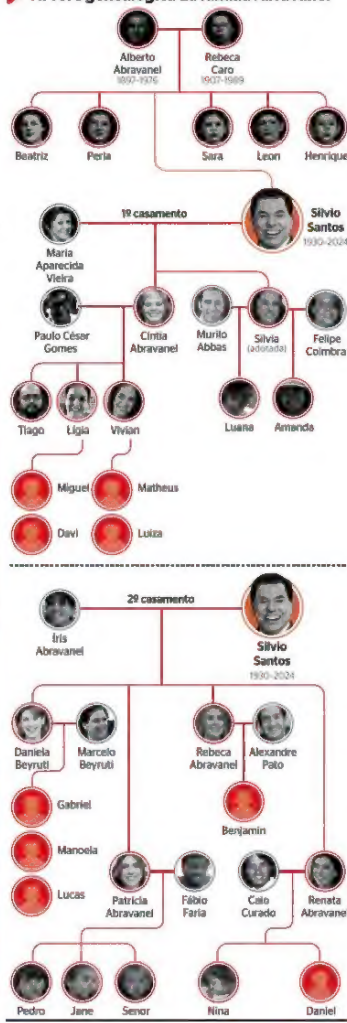 Alberto
Abravanel
1897-1976
Rebeca
Caro
1907-1989
Beatriz
Perla
Sara
Leon
Henrique
1º casamento
Silvio
Santos
1930-2024
Maria
Aparecida
Vieira
Paulo César
Gomes
Cintia
Abravanel
Murilo
Abbas
Silvia
(adotada)
Felipe
Coimbra
Tiago
Lígia
Vivian
Luana
Amanda
Miguel
Matheus
Davi
Luiza
2º casamento
Íris
Abravanel
Silvio
Santos
1930-2024
Daniela
Beyruti
Marcelo
Beyruti
Rebeca
Abravanel
Alexandre
Pato
Gabriel
Benjamin
Manoela
Lucas
Patricia
Abravanel
Fábio
Faria
Caio
Curado
Renata
Abravanel
Pedro
Jane
Senor
Nina
Daniel